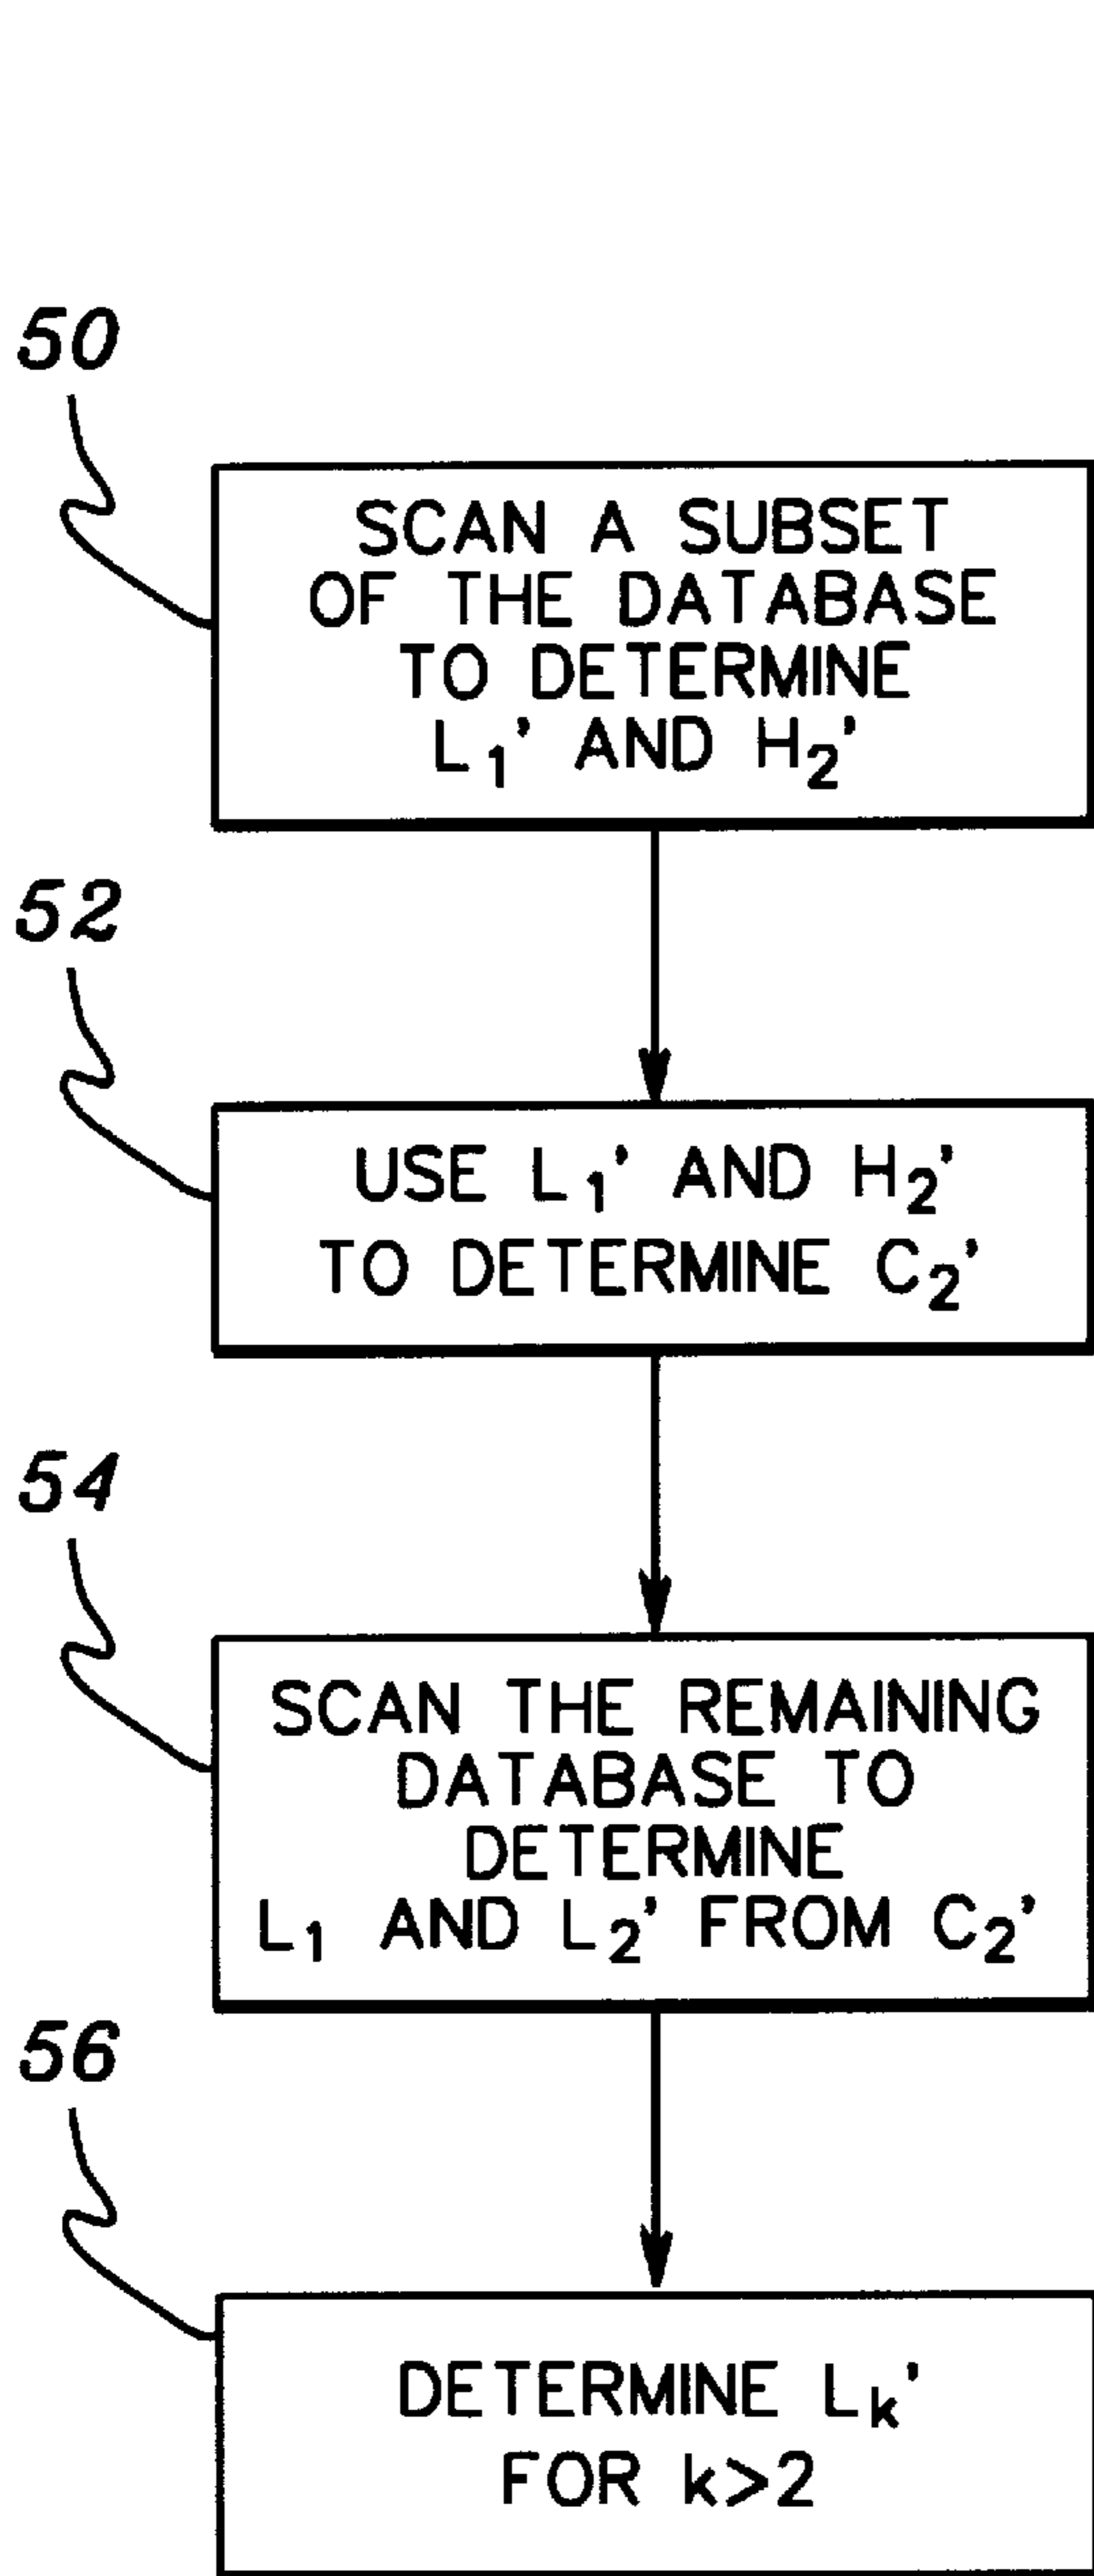 50
SCAN A SUBSET
OF THE DATABASE
TO DETERMINE
L₁' AND H₂'
52
USE L₁' AND H₂'
TO DETERMINE C₂'
54
SCAN THE REMAINING
DATABASE TO
DETERMINE
L₁ AND L₂' FROM C₂'
56
DETERMINE Lₖ'
FOR k>2